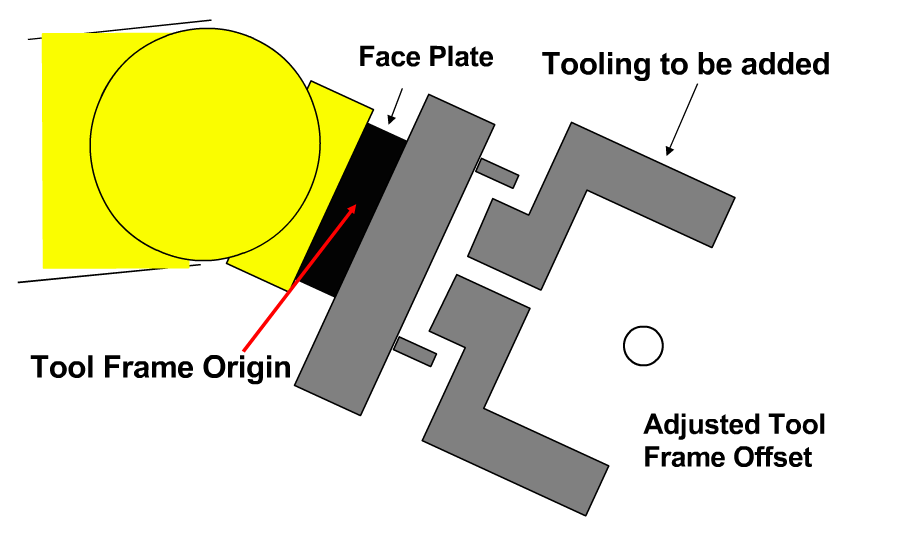 Face Plate
Tooling to be added
Tool Frame Origin
Adjusted Tool
Frame Offset